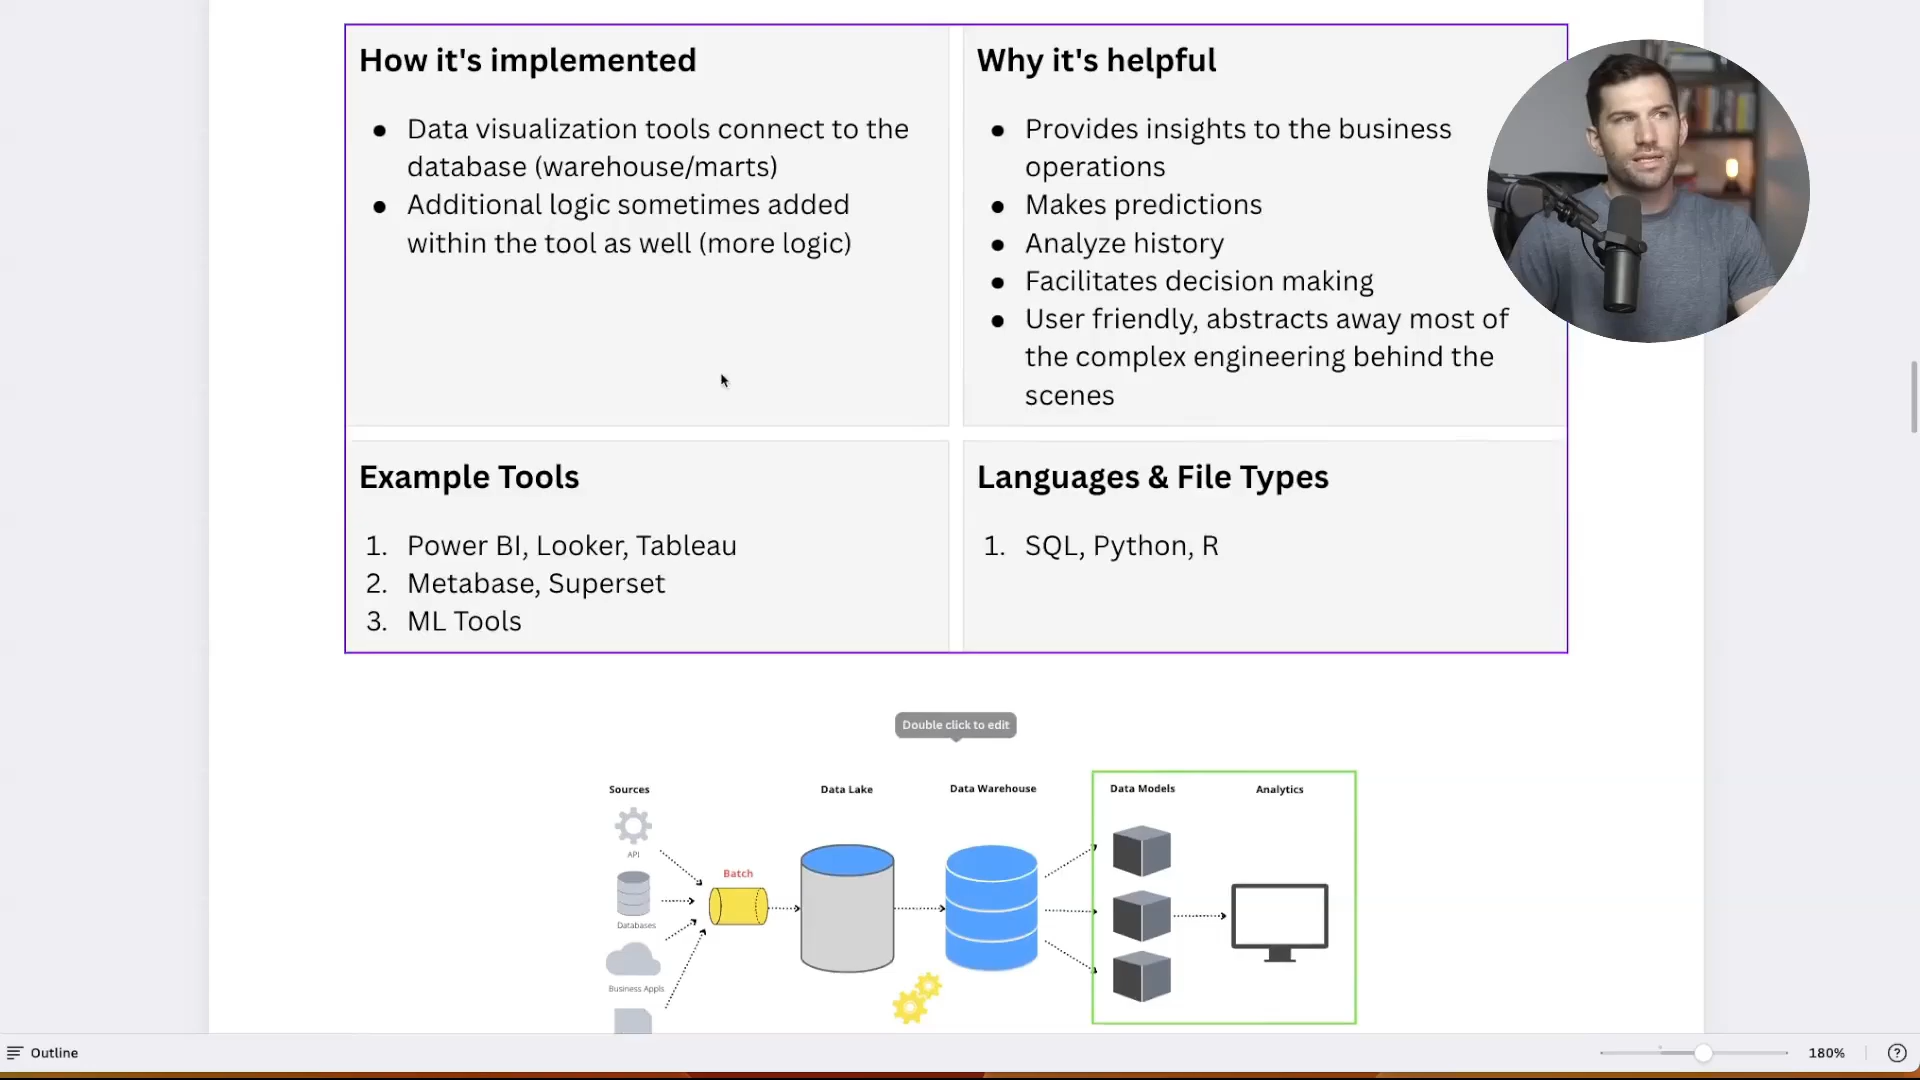 How it's implemented
● Data visualization tools connect to the
database (warehouse/marts)
● Additional logic sometimes added
within the tool as well (more logic)
Why it's helpful
● Provides insights to the business
operations
● Makes predictions
● Analyze history
● Facilitates decision making
● User friendly, abstracts away most of
the complex engineering behind the
scenes
Example Tools
1. Power BI, Looker, Tableau
2. Metabase, Superset
3. ML Tools
Languages & File Types
1. SQL, Python, R
Double click to edit
Sources
Data Lake
Data Warehouse
Data Models
Analytics
API
Batch
Databases
Business Appls
Outline
180%
?